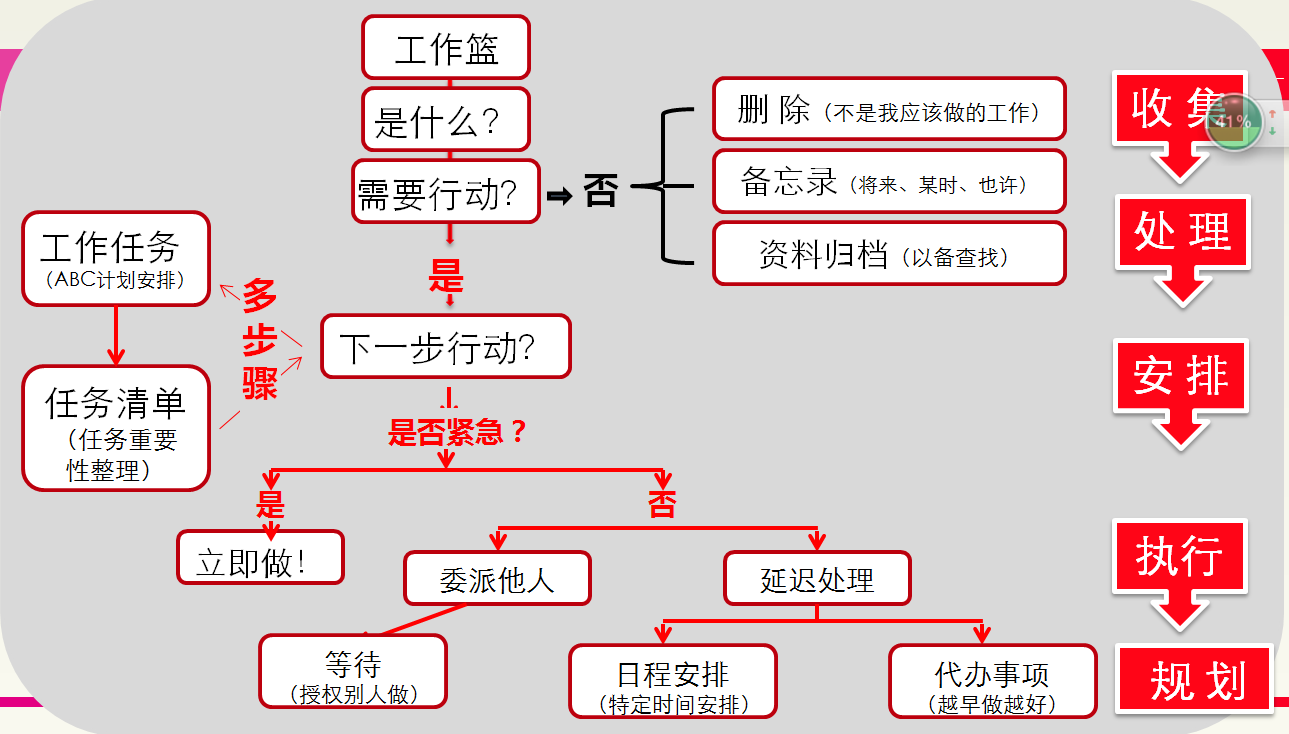 工作篮
是什么？
需要行动？
否
删 除（不是我应该做的工作）
备忘录（将来、某时、也许）
资料归档（以备查找）
是
工作任务
（ABC计划安排）
多
步
骤
下一步行动？
任务清单
（任务重要
性整理）
是否紧急？
是
否
立即做！
委派他人
延迟处理
等待
（授权别人做）
日程安排
（特定时间安排）
代办事项
（越早做越好）
收 集
41%
处 理
安 排
执行
规 划